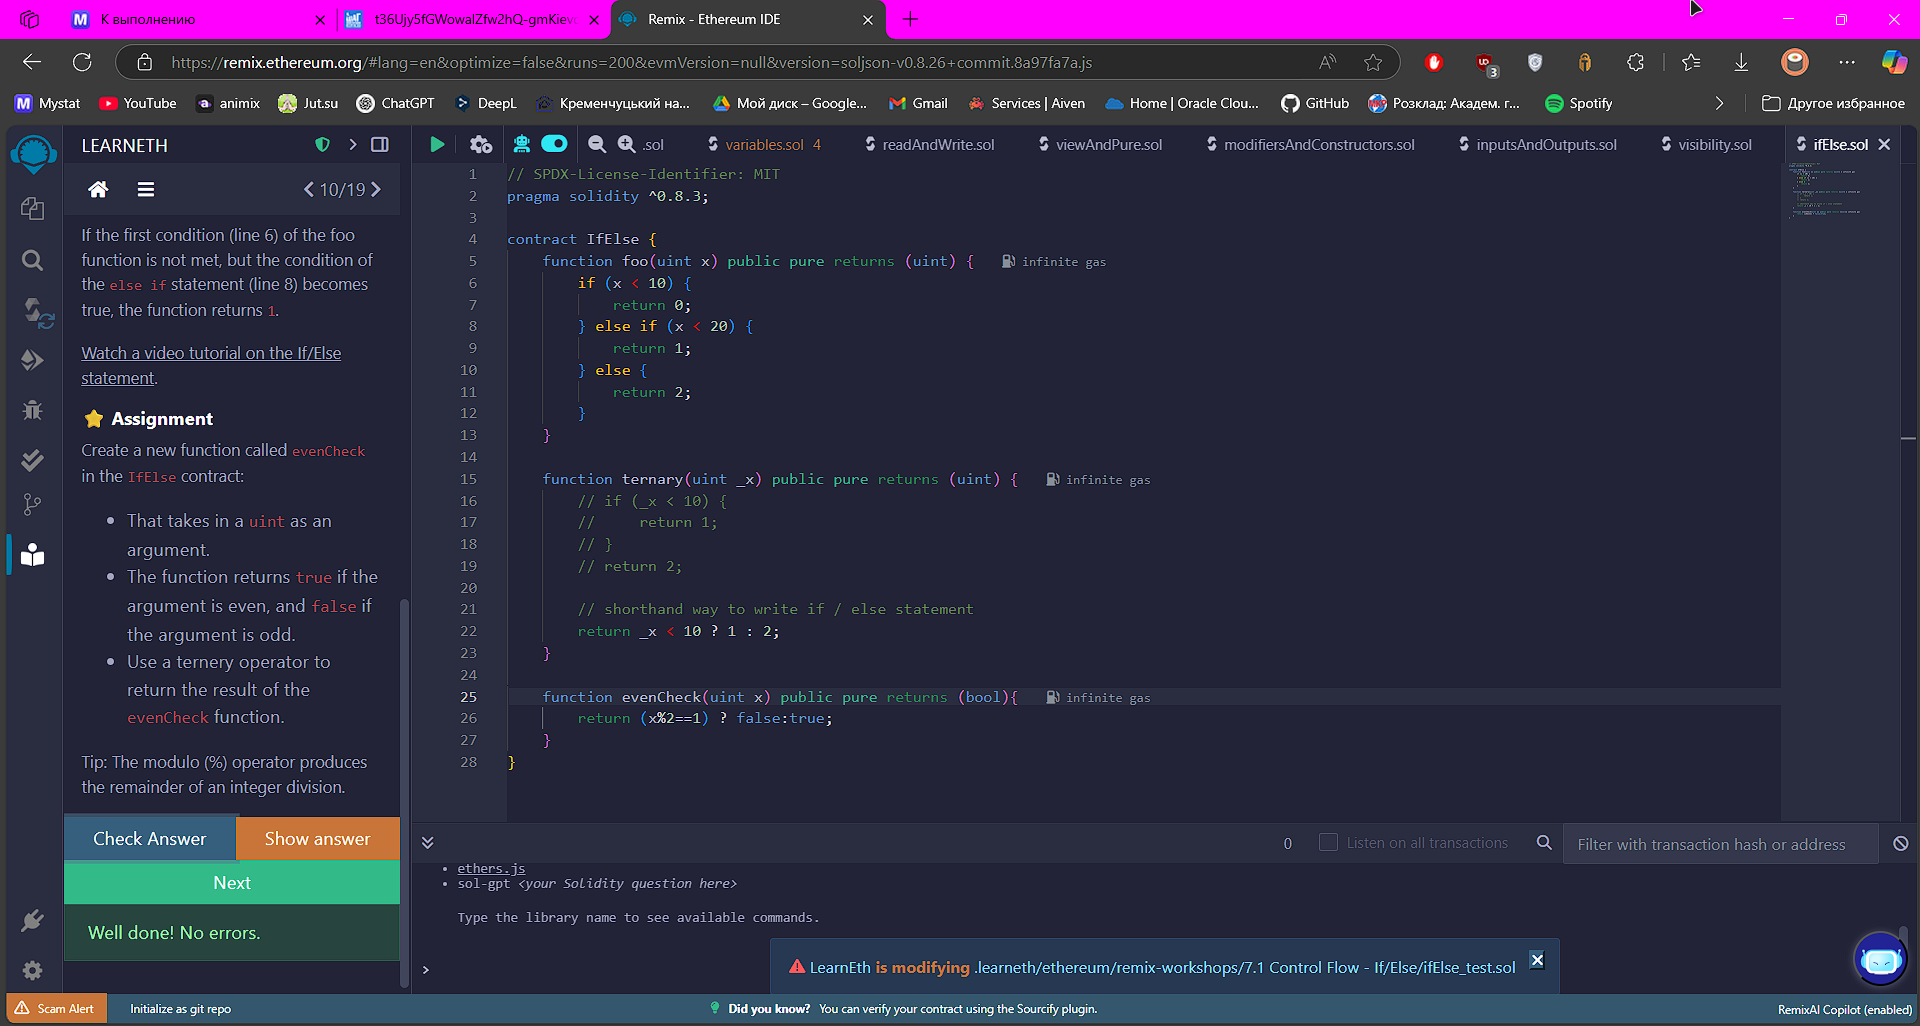 К выполнению
t36Ujy5fGWowalZfw2hQ-gmKiev
Remix - Ethereum IDE
https://remix.ethereum.org/#lang=en&optimize=false&runs=200&evmVersion=null&version=soljson-v0.8.26+commit.8a97fa7a.js
3
Mystat
YouTube
animix
Jut.su
ChatGPT
DeepL
Кременчуцький на...
Мой диск – Google...
Gmail
Services | Aiven
Home | Oracle Clou...
GitHub
Розклад: Академ. г...
Spotify
Другое избранное
LEARNETH
10/19
If the first condition (line 6) of the foo
function is not met, but the condition of
the else if statement (line 8) becomes
true, the function returns 1.
Watch a video tutorial on the If/Else
statement.
Assignment
Create a new function called evenCheck
in the IfElse contract:
• That takes in a uint as an
argument.
• The function returns true if the
argument is even, and false if
the argument is odd.
• Use a ternery operator to
return the result of the
evenCheck function.
Tip: The modulo (%) operator produces
the remainder of an integer division.
Check Answer
Show answer
Next
Well done! No errors.
.sol
variables.sol 4
readAndWrite.sol
viewAndPure.sol
modifiersAndConstructors.sol
inputsAndOutputs.sol
visibility.sol
ifElse.sol
1 // SPDX-License-Identifier: MIT
2 pragma solidity ^0.8.3;
3
4 contract IfElse {
5 function foo(uint x) public pure returns (uint) { infinite gas
6 if (x < 10) {
7 return 0;
8 } else if (x < 20) {
9 return 1;
10 } else {
11 return 2;
12 }
13 }
14
15 function ternary(uint _x) public pure returns (uint) { infinite gas
16 // if (_x < 10) {
17 // return 1;
18 // }
19 // return 2;
20
21 // shorthand way to write if / else statement
22 return _x < 10 ? 1 : 2;
23 }
24
25 function evenCheck(uint x) public pure returns (bool){ infinite gas
26 return (x%2==1) ? false:true;
27 }
28 }
0
Listen on all transactions
Filter with transaction hash or address
• ethers.js
• sol-gpt <your Solidity question here>
Type the library name to see available commands.
>
LearnEth is modifying .learneth/ethereum/remix-workshops/7.1 Control Flow - If/Else/ifElse_test.sol
Scam Alert
Initialize as git repo
Did you know? You can verify your contract using the Sourcify plugin.
RemixAI Copilot (enabled)